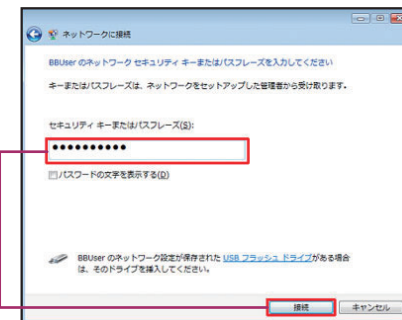 ネットワークに接続
BBUser のネットワーク セキュリティ キーまたはパスフレーズを入力してください
キーまたはパスフレーズは、ネットワークをセットアップした管理者から受け取ります。
セキュリティ キーまたはパスフレーズ(S):
●●●●●●●●●●
パスワードの文字を表示する(D)
BBUser のネットワーク設定が保存された USB フラッシュ ドライブがある場合
は、そのドライブを挿入してください。
接続 キャンセル